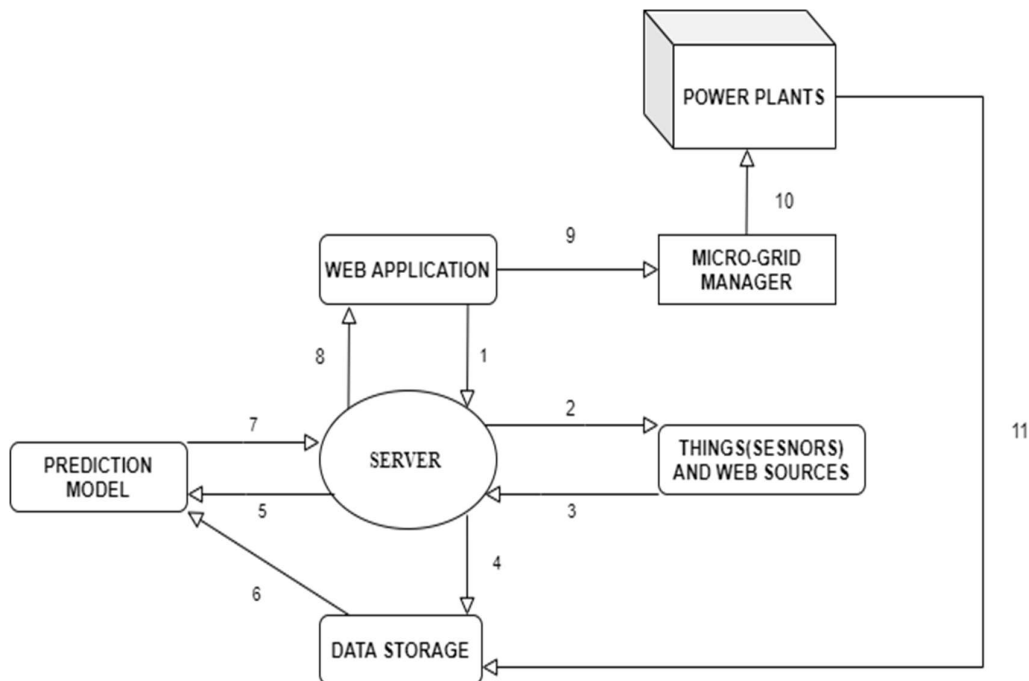 POWER PLANTS
10
9
WEB APPLICATION
MICRO-GRID
MANAGER
8
1
2
7
11
SERVER
THINGS(SESNORS)
AND WEB SOURCES
PREDICTION
MODEL
5
3
4
6
DATA STORAGE